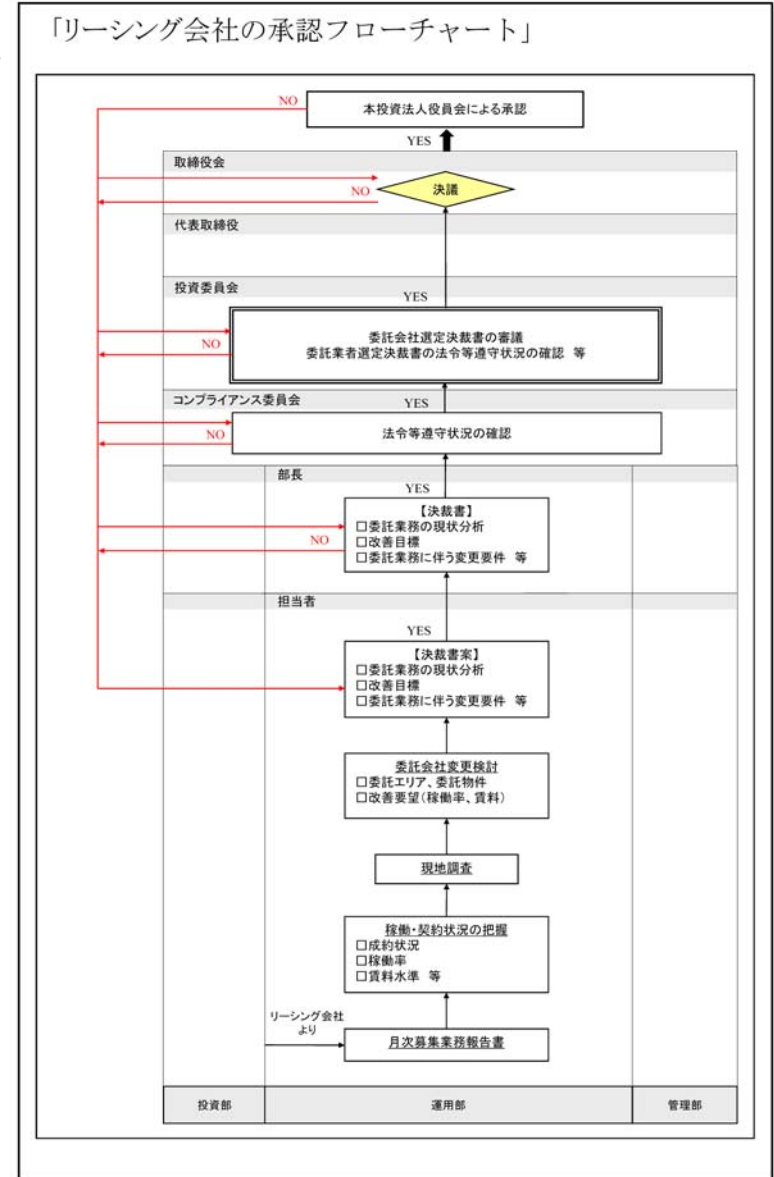 「リーシング会社の承認フローチャート」
NO
本投資法人役員会による承認
YES
取締役会
NO
決議
代表取締役
投資委員会
YES
NO
委託会社選定決裁書の審議
委託業者選定決裁書の法令等遵守状況の確認 等
コンプライアンス委員会
YES
NO
法令等遵守状況の確認
部長
YES
【決裁書】
□委託業務の現状分析
NO
□改善目標
□委託業務に伴う変更要件 等
担当者
YES
【決裁書案】
□委託業務の現状分析
□改善目標
□委託業務に伴う変更要件 等
委託会社変更検討
□委託エリア、委託物件
□改善要望(稼働率、賃料)
現地調査
稼働・契約状況の把握
□成約状況
□稼働率
□賃料水準 等
リーシング会社
より
月次募集業務報告書
投資部
運用部
管理部